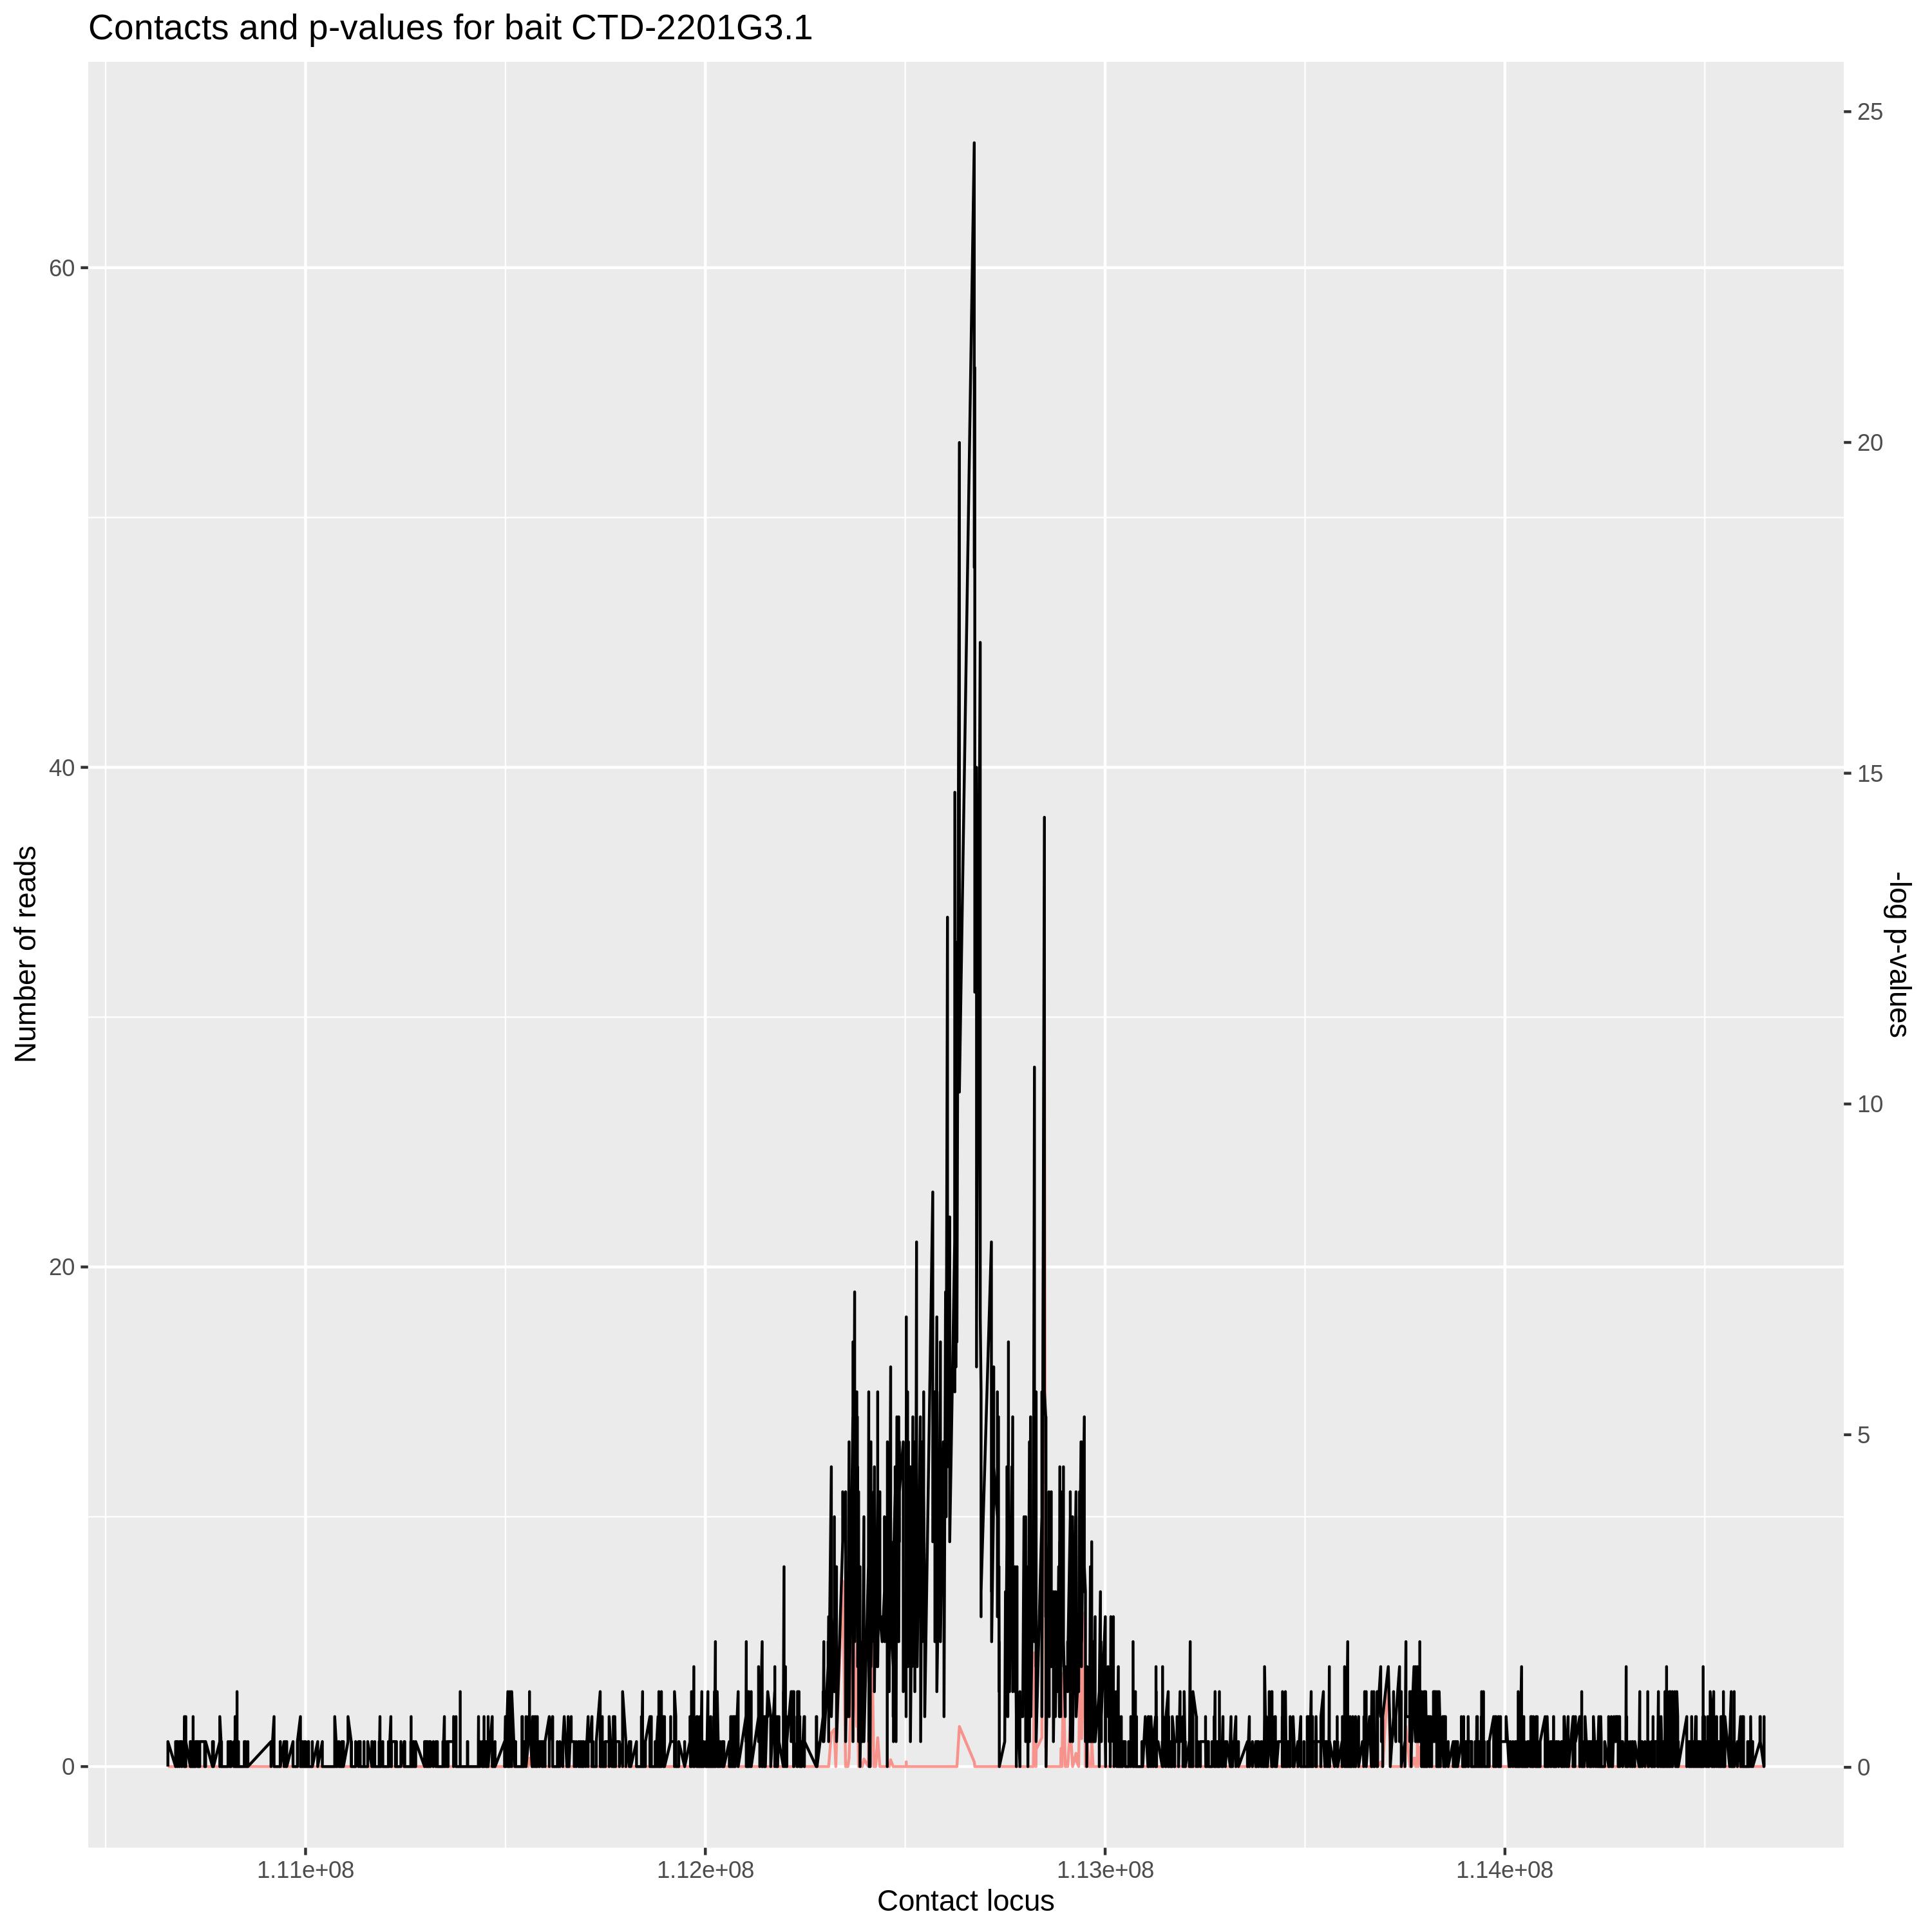 Contacts and p-values for bait CTD-2201G3.1
25
60
20
40
15
Number of reads
-log p-values
10
20
5
0
0
1.11e+08
1.12e+08
1.13e+08
1.14e+08
Contact locus